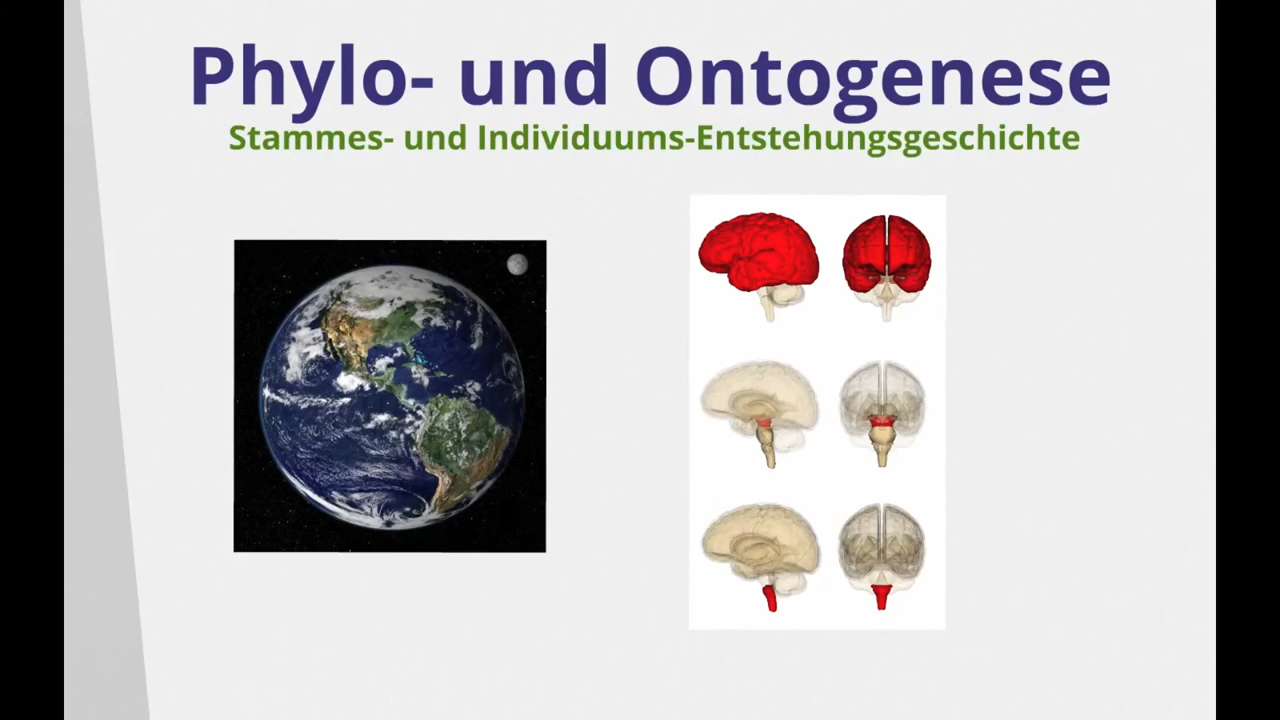 Phylo- und Ontogenese
Stammes- und Individuums-Entstehungsgeschichte